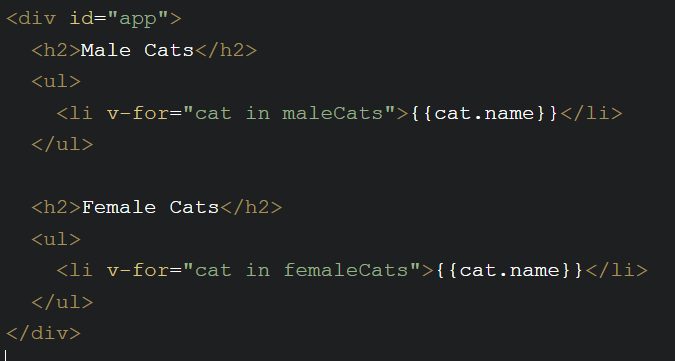 <div id="app">
  <h2>Male Cats</h2>
  <ul>
    <li v-for="cat in maleCats">{{cat.name}}</li>
  </ul>

  <h2>Female Cats</h2>
  <ul>
    <li v-for="cat in femaleCats">{{cat.name}}</li>
  </ul>
</div>